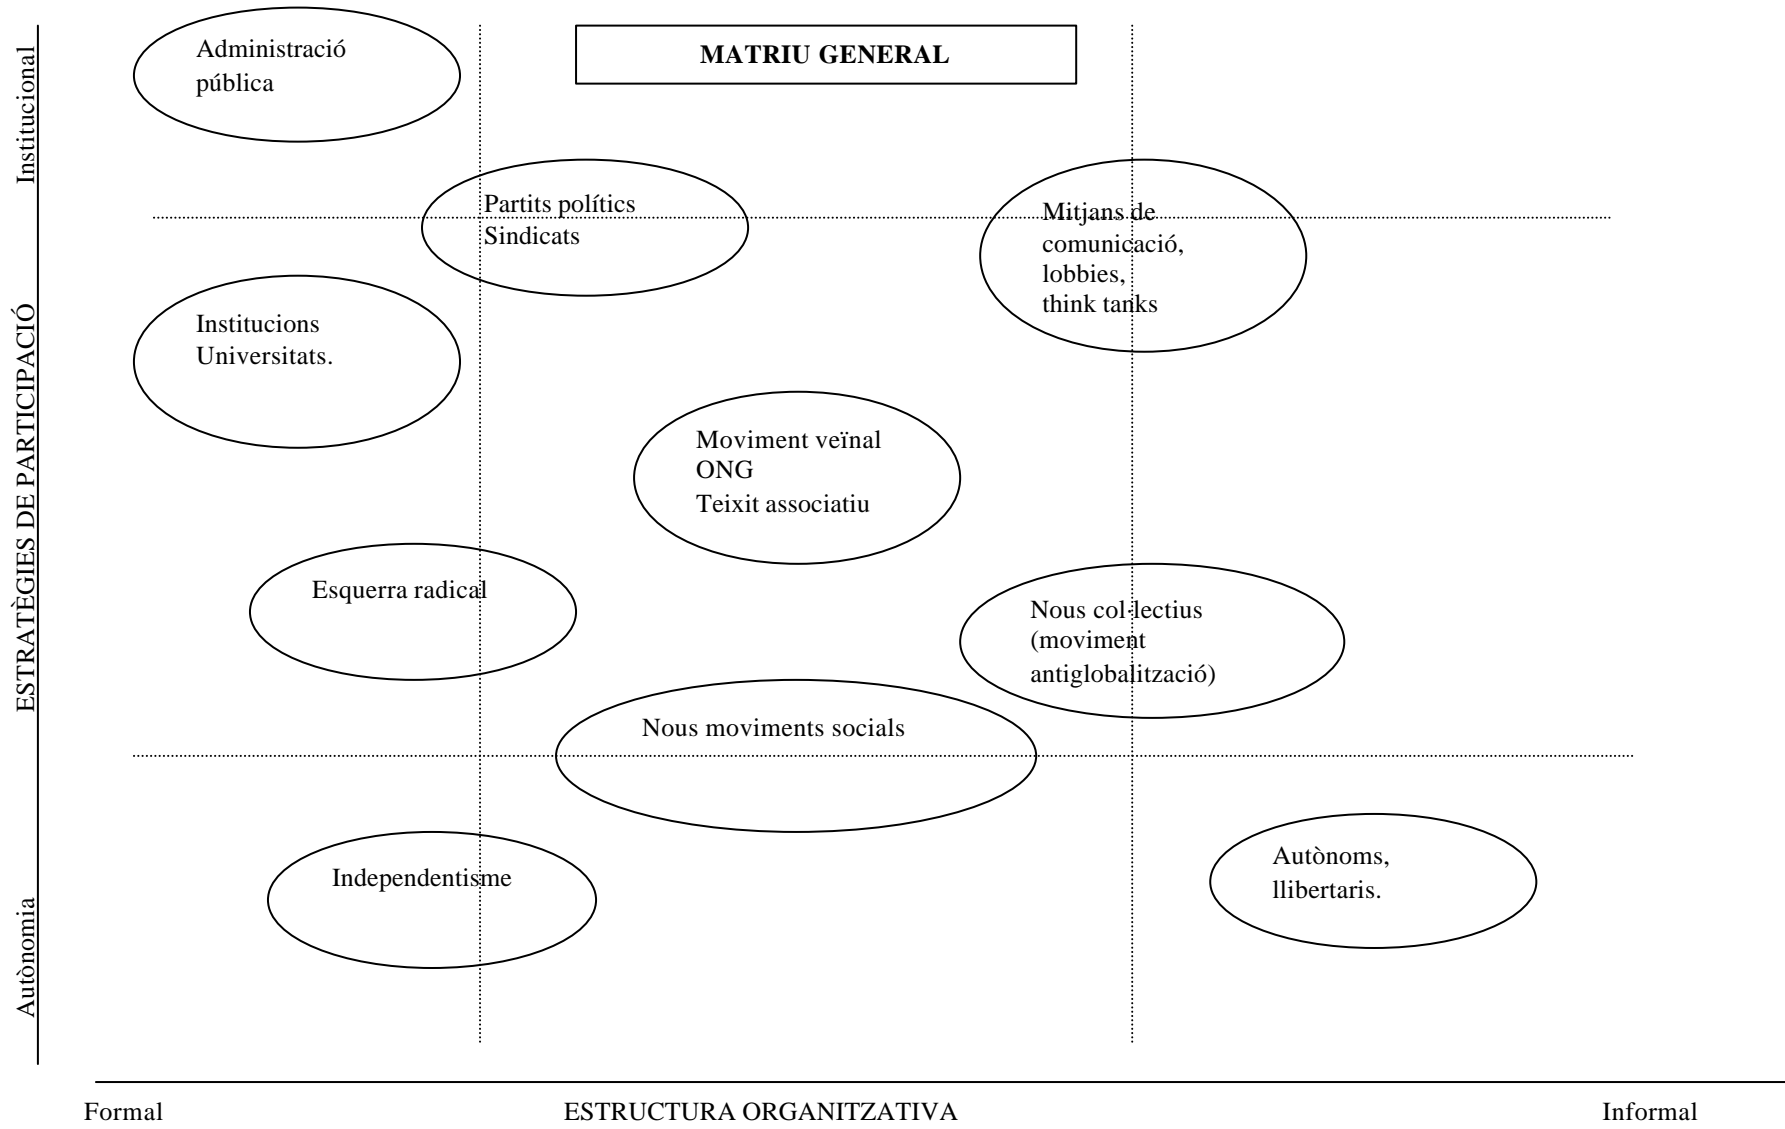 MATRIU GENERAL
Administració
pública
Partits polítics
Sindicats
Mitjans de
comunicació,
lobbies,
think tanks
Institucions
Universitats.
Moviment veïnal
ONG
Teixit associatiu
Esquerra radical
Nous col·lectius
(moviment
antiglobalització)
Nous moviments socials
Independentisme
Autònoms,
llibertaris.
Institucional
ESTRATÈGIES DE PARTICIPACIÓ
Autònomia
Formal
ESTRUCTURA ORGANITZATIVA
Informal